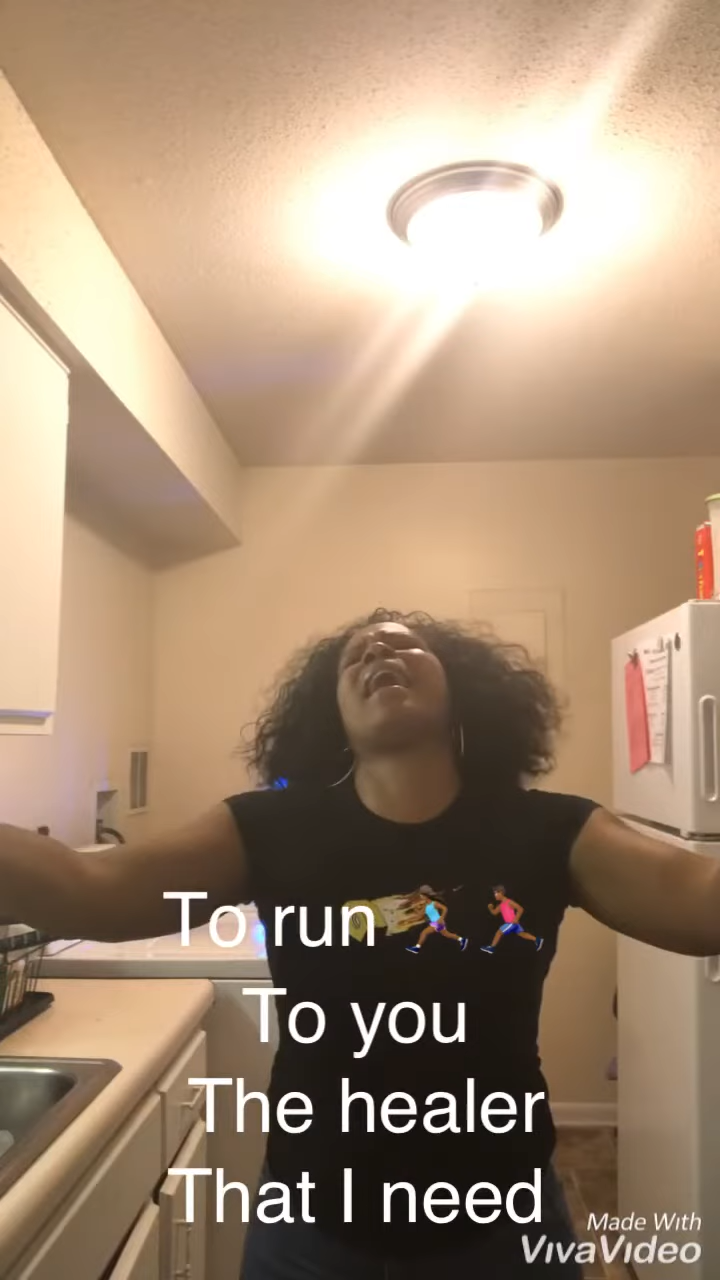 To run 🏃🏾‍♀️ 🏃🏾
To you
The healer
That I need
Made With
VivaVideo